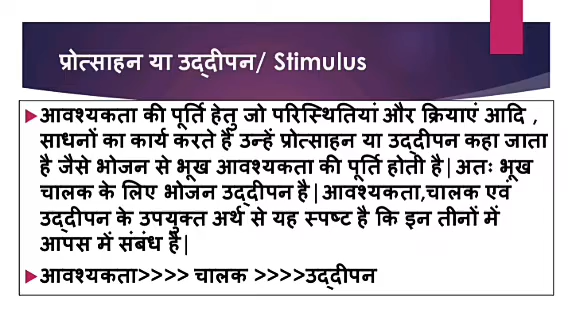 प्रोत्साहन या उद्दीपन/ Stimulus
आवश्यकता की पूर्ति हेतु जो परिस्थितियां और क्रियाएं आदि ,
साधनों का कार्य करते हैं उन्हें प्रोत्साहन या उद्दीपन कहा जाता
है जैसे भोजन से भूख आवश्यकता की पूर्ति होती है| अतः भूख
चालक के लिए भोजन उद्दीपन है|आवश्यकता,चालक एवं
उद्दीपन के उपयुक्त अर्थ से यह स्पष्ट है कि इन तीनों में
आपस में संबंध है|
आवश्यकता>>>> चालक >>>>उद्दीपन